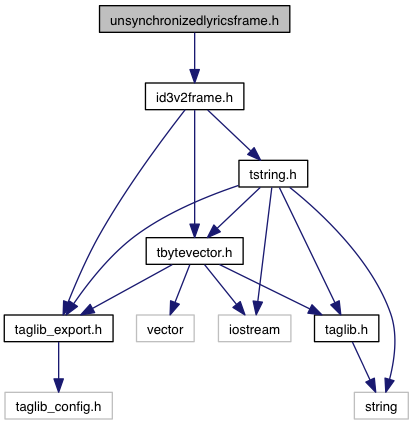 unsynchronizedlyricsframe.h
id3v2frame.h
tstring.h
tbytevector.h
taglib_export.h
vector
iostream
taglib.h
taglib_config.h
string